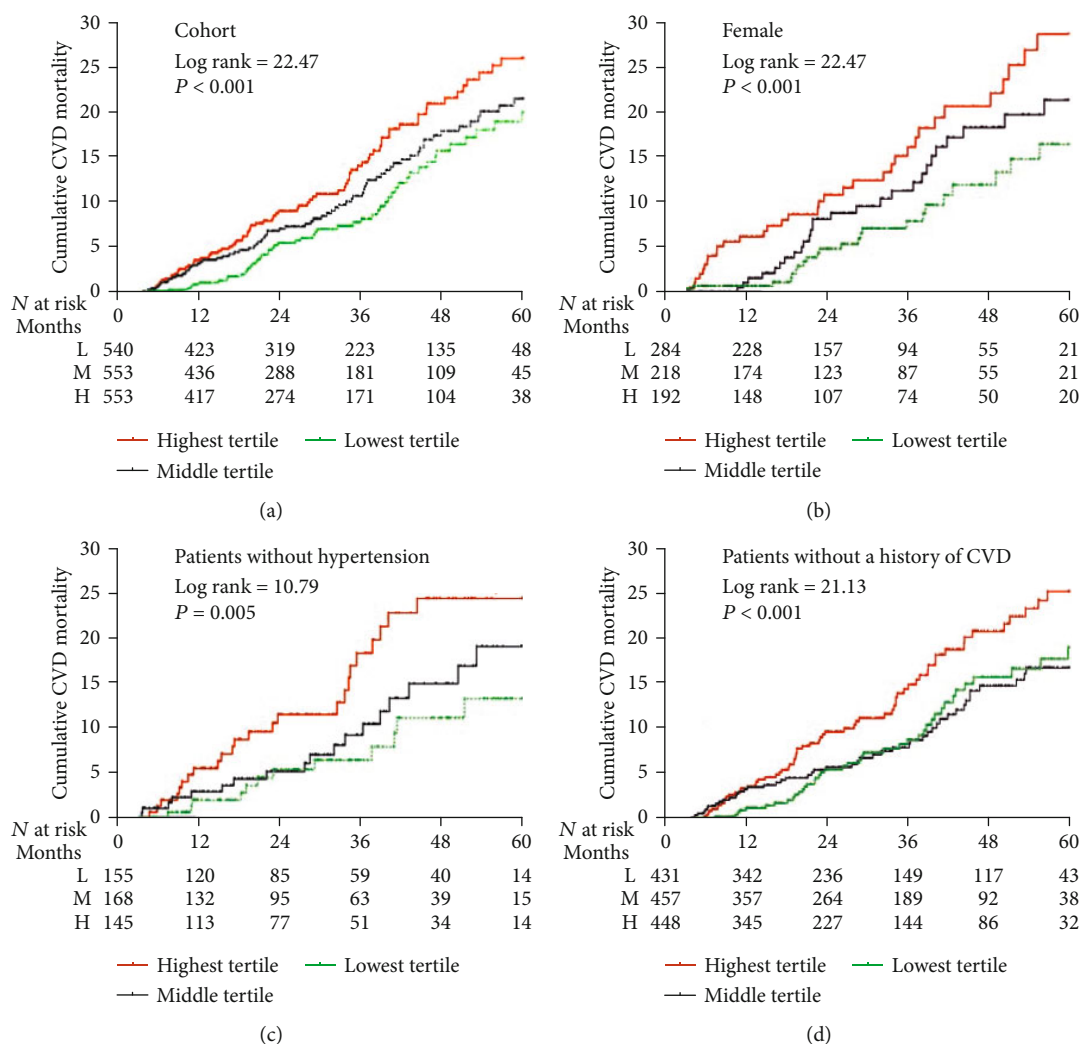 30
25
20
15
10
5
0
Cumulative CVD mortality
Cohort
Log rank = 22.47
P < 0.001
N at risk
Months
0 12 24 36 48 60
L 540 423 319 223 135 48
M 553 436 288 181 109 45
H 553 417 274 171 104 38
Highest tertile Lowest tertile
Middle tertile
(a)
30
25
20
15
10
5
0
Cumulative CVD mortality
Female
Log rank = 22.47
P < 0.001
N at risk
Months
0 12 24 36 48 60
L 284 228 157 94 55 21
M 218 174 123 87 55 21
H 192 148 107 74 50 20
Highest tertile Lowest tertile
Middle tertile
(b)
30
25
20
15
10
5
0
Cumulative CVD mortality
Patients without hypertension
Log rank = 10.79
P = 0.005
N at risk
Months
0 12 24 36 48 60
L 155 120 85 59 40 14
M 168 132 95 63 39 15
H 145 113 77 51 34 14
Highest tertile Lowest tertile
Middle tertile
(c)
30
25
20
15
10
5
0
Cumulative CVD mortality
Patients without a history of CVD
Log rank = 21.13
P < 0.001
N at risk
Months
0 12 24 36 48 60
L 431 342 236 149 117 43
M 457 357 264 189 92 38
H 448 345 227 144 86 32
Highest tertile Lowest tertile
Middle tertile
(d)